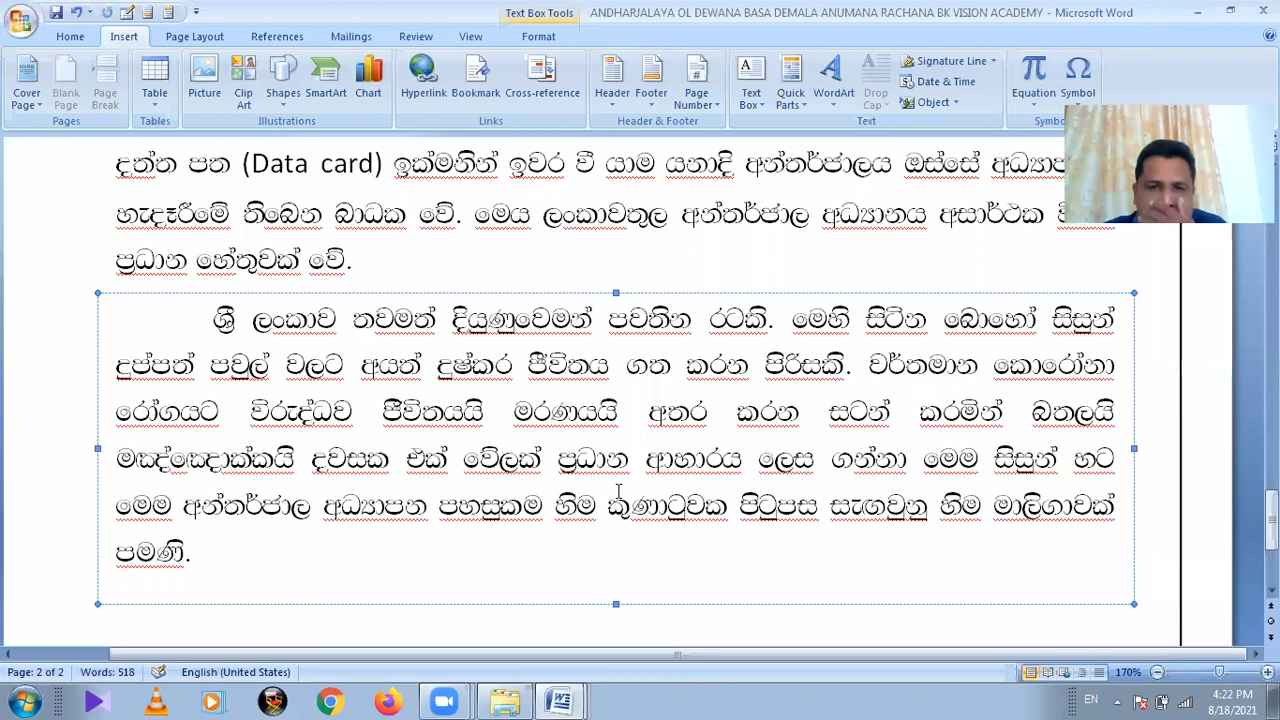 Text Box Tools
ANDHARJALAYA OL DEWANA BASA DEMALA ANUMANA RACHANA BK VISION ACADEMY - Microsoft Word
Home Insert Page Layout References Mailings Review View Format
Cover Page Blank Page Page Break Table Picture Clip Art Shapes SmartArt Chart Hyperlink Bookmark Cross-reference Header Footer Page Number Text Box Quick Parts WordArt Drop Cap Signature Line Date & Time Object Equation Symbol
Pages Tables Illustrations Links Header & Footer Text
දත්ත පත (Data card) ඉක්මනින් ඉවර වී යාම යනාදි අන්තර්ජාලය ඔස්සේ
හැදෑරීමේ තිබෙන බාධක වේ. මෙය ලංකාවතුල අන්තර්ජාල අධ්‍යානය අසාර්ථක
ප්‍රධාන හේතුවක් වේ.
ශ්‍රී ලංකාව තවමත් දියුණුවෙමන් පවතින රටකි. මෙහි සිටින බොහෝ සිසුන්
දුප්පත් පවුල් වලට අයත් දුෂ්කර ජීවිතය ගත කරන පිරිසකි. වර්තමාන කොරෝනා
රෝගයට විරුද්ධව ජීවිතයයි මරණයයි අතර කරන සටන් කරමින් බතලයි
මඤ්ඤොක්කයි දවසක එක් වේලක් ප්‍රධාන ආහාරය ලෙස ගන්නා මෙම සිසුන් හට
මෙම අන්තර්ජාල අධ්‍යාපන පහසුකම හිම කුණාටුවක පිටුපස සැඟවුනු හිම මාලිගාවක්
පමණි.
Page: 2 of 2 Words: 518 English (United States) 170%
EN 4:22 PM
8/18/2021